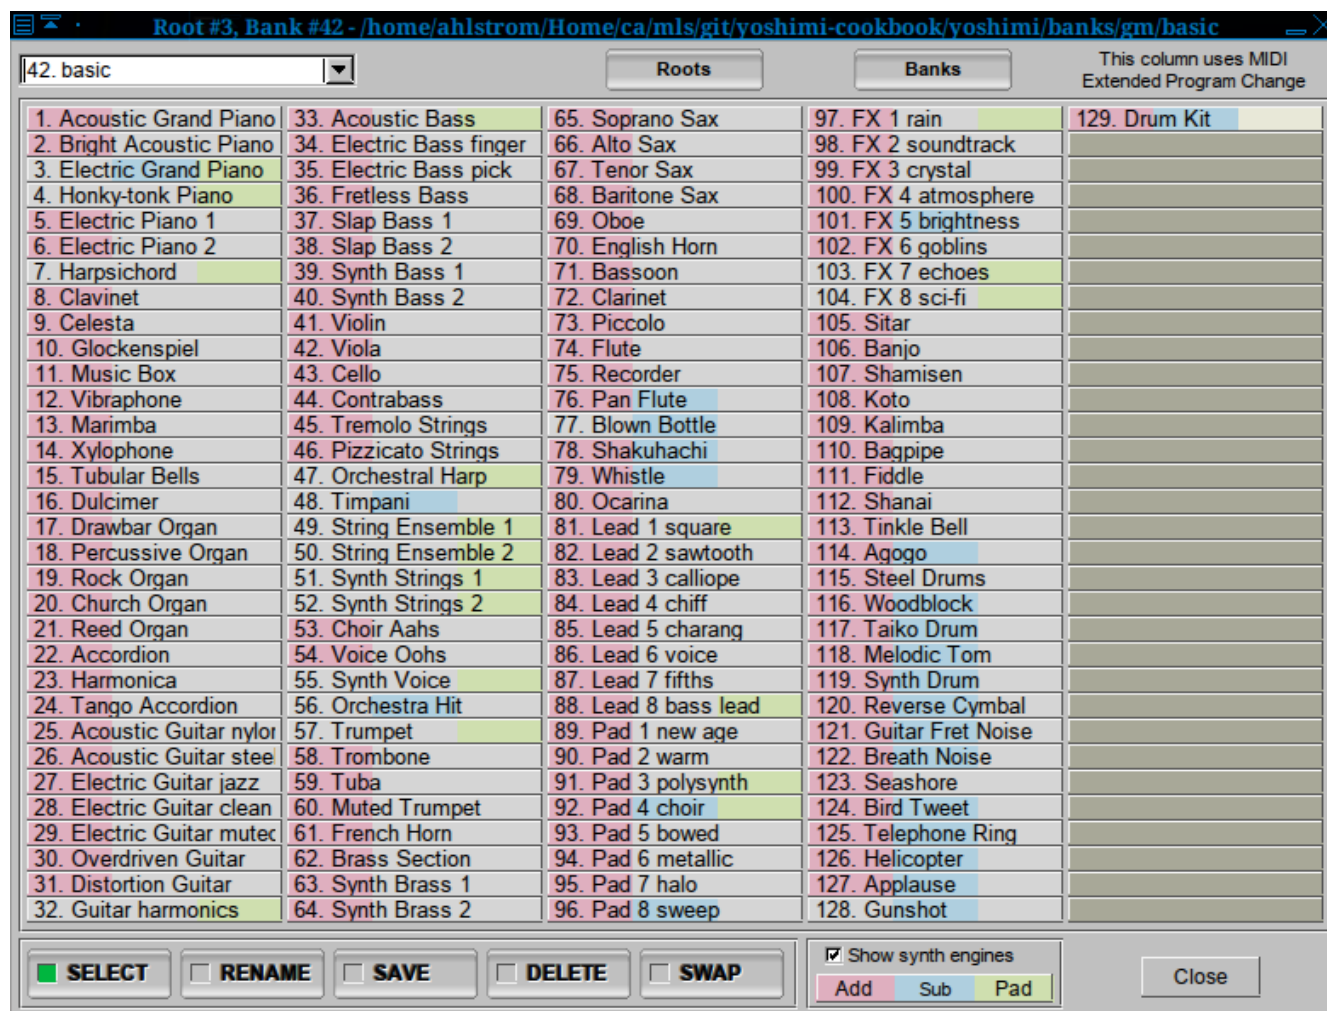 Root #3, Bank #42 - /home/ahlstrom/Home/ca/mls/git/yoshimi-cookbook/yoshimi/banks/gm/basic
42. basic
Roots
Banks
This column uses MIDI
Extended Program Change
1. Acoustic Grand Piano
2. Bright Acoustic Piano
3. Electric Grand Piano
4. Honky-tonk Piano
5. Electric Piano 1
6. Electric Piano 2
7. Harpsichord
8. Clavinet
9. Celesta
10. Glockenspiel
11. Music Box
12. Vibraphone
13. Marimba
14. Xylophone
15. Tubular Bells
16. Dulcimer
17. Drawbar Organ
18. Percussive Organ
19. Rock Organ
20. Church Organ
21. Reed Organ
22. Accordion
23. Harmonica
24. Tango Accordion
25. Acoustic Guitar nylon
26. Acoustic Guitar steel
27. Electric Guitar jazz
28. Electric Guitar clean
29. Electric Guitar muted
30. Overdriven Guitar
31. Distortion Guitar
32. Guitar harmonics
33. Acoustic Bass
34. Electric Bass finger
35. Electric Bass pick
36. Fretless Bass
37. Slap Bass 1
38. Slap Bass 2
39. Synth Bass 1
40. Synth Bass 2
41. Violin
42. Viola
43. Cello
44. Contrabass
45. Tremolo Strings
46. Pizzicato Strings
47. Orchestral Harp
48. Timpani
49. String Ensemble 1
50. String Ensemble 2
51. Synth Strings 1
52. Synth Strings 2
53. Choir Aahs
54. Voice Oohs
55. Synth Voice
56. Orchestra Hit
57. Trumpet
58. Trombone
59. Tuba
60. Muted Trumpet
61. French Horn
62. Brass Section
63. Synth Brass 1
64. Synth Brass 2
65. Soprano Sax
66. Alto Sax
67. Tenor Sax
68. Baritone Sax
69. Oboe
70. English Horn
71. Bassoon
72. Clarinet
73. Piccolo
74. Flute
75. Recorder
76. Pan Flute
77. Blown Bottle
78. Shakuhachi
79. Whistle
80. Ocarina
81. Lead 1 square
82. Lead 2 sawtooth
83. Lead 3 calliope
84. Lead 4 chiff
85. Lead 5 charang
86. Lead 6 voice
87. Lead 7 fifths
88. Lead 8 bass lead
89. Pad 1 new age
90. Pad 2 warm
91. Pad 3 polysynth
92. Pad 4 choir
93. Pad 5 bowed
94. Pad 6 metallic
95. Pad 7 halo
96. Pad 8 sweep
97. FX 1 rain
98. FX 2 soundtrack
99. FX 3 crystal
100. FX 4 atmosphere
101. FX 5 brightness
102. FX 6 goblins
103. FX 7 echoes
104. FX 8 sci-fi
105. Sitar
106. Banjo
107. Shamisen
108. Koto
109. Kalimba
110. Bagpipe
111. Fiddle
112. Shanai
113. Tinkle Bell
114. Agogo
115. Steel Drums
116. Woodblock
117. Taiko Drum
118. Melodic Tom
119. Synth Drum
120. Reverse Cymbal
121. Guitar Fret Noise
122. Breath Noise
123. Seashore
124. Bird Tweet
125. Telephone Ring
126. Helicopter
127. Applause
128. Gunshot
129. Drum Kit
SELECT
RENAME
SAVE
DELETE
SWAP
Show synth engines
Add
Sub
Pad
Close